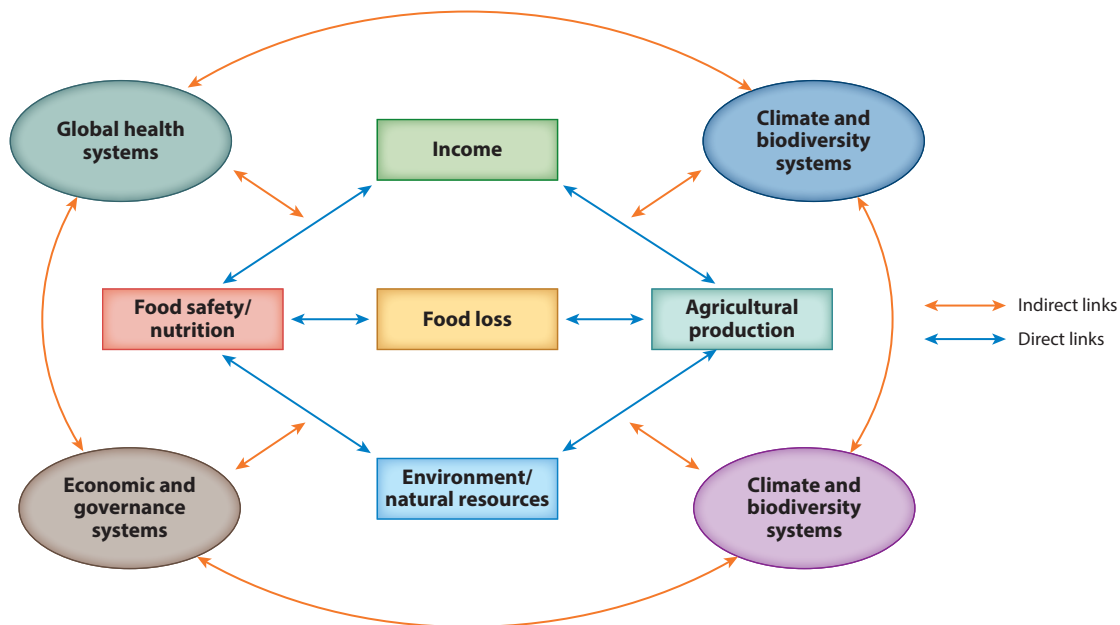 Global health
systems
Income
Climate and
biodiversity
systems
Food safety/
nutrition
Food loss
Agricultural
production
Indirect links
Direct links
Economic and
governance
systems
Environment/
natural resources
Climate and
biodiversity
systems